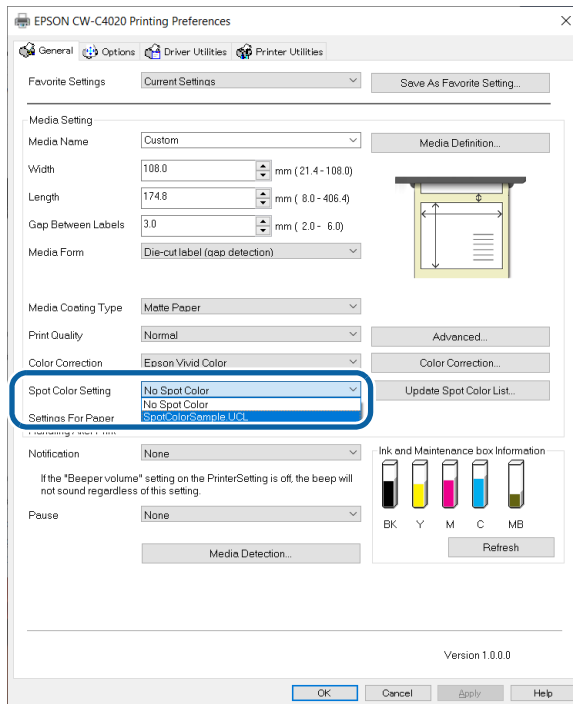 EPSON CW-C4020 Printing Preferences
General Options Driver Utilities Printer Utilities
Favorite Settings Current Settings Save As Favorite Setting...
Media Setting
Media Name Custom Media Definition...
Width 108.0 mm ( 21.4 - 108.0)
Length 174.8 mm ( 8.0 - 406.4)
Gap Between Labels 3.0 mm ( 2.0 - 6.0)
Media Form Die-cut label (gap detection)
Media Coating Type Matte Paper
Print Quality Normal Advanced...
Color Correction Epson Vivid Color Color Correction...
Spot Color Setting No Spot Color Update Spot Color List...
No Spot Color
Settings For Paper SpotColorSample.UCL
Handling After Print
Notification None Ink and Maintenance box Information
If the "Beeper volume" setting on the PrinterSetting is off, the beep will
not sound regardless of this setting.
Pause None
BK Y M C MB
Media Detection... Refresh
Version 1.0.0.0
OK Cancel Apply Help